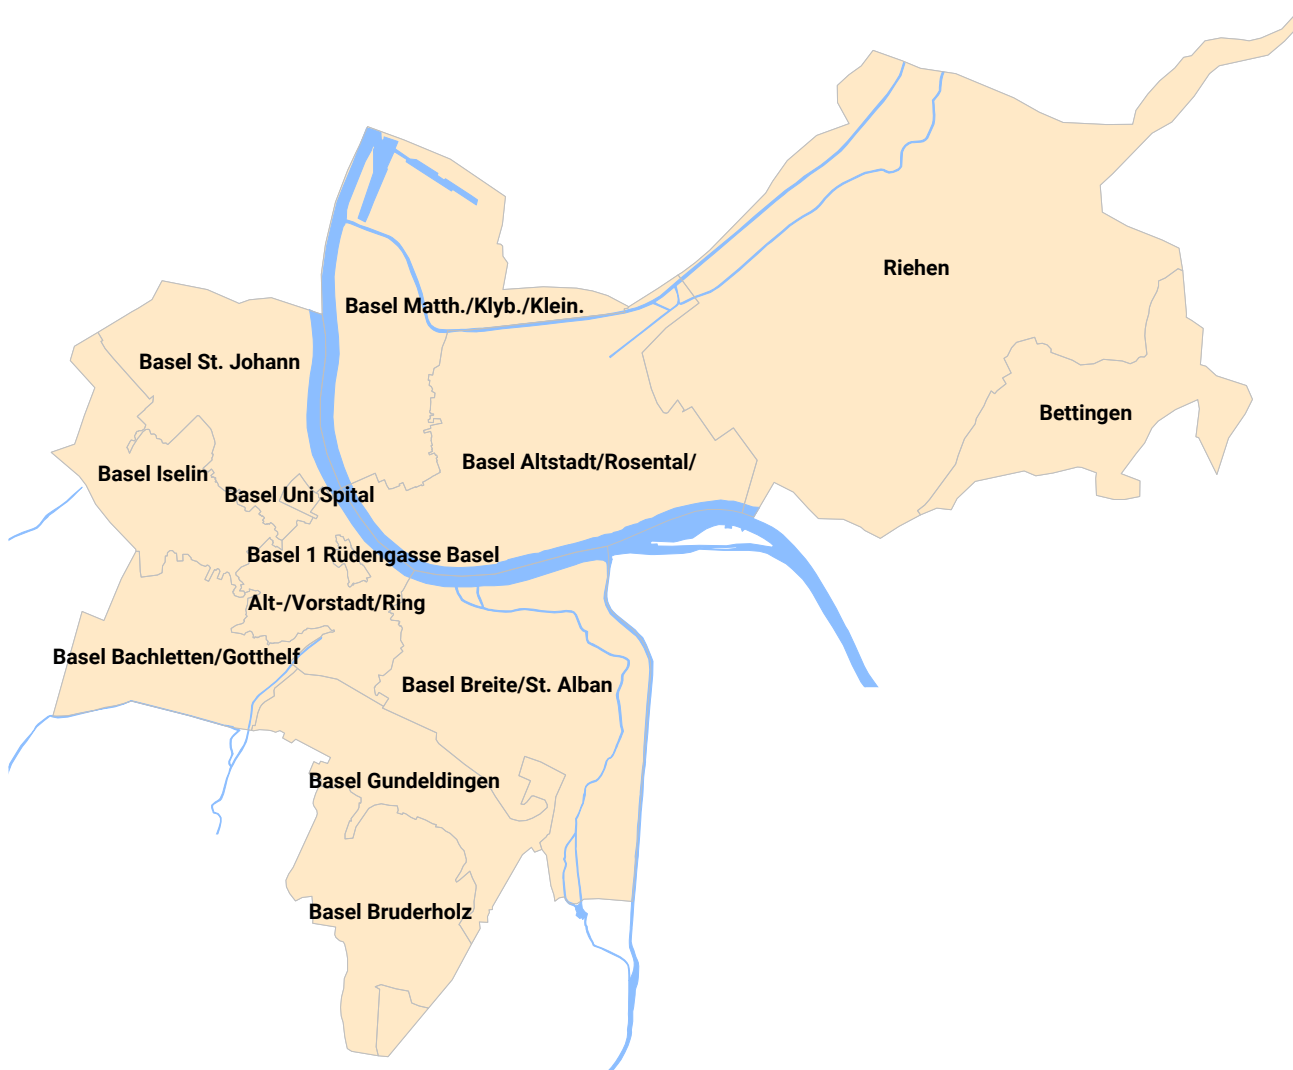 Riehen
Basel Matth./Klyb./Klein.
Basel St. Johann
Bettingen
Basel Altstadt/Rosental/
Basel Iselin
Basel Uni Spital
Basel 1 Rüdengasse Basel
Alt-/Vorstadt/Ring
Basel Bachletten/Gotthelf
Basel Breite/St. Alban
Basel Gundeldingen
Basel Bruderholz